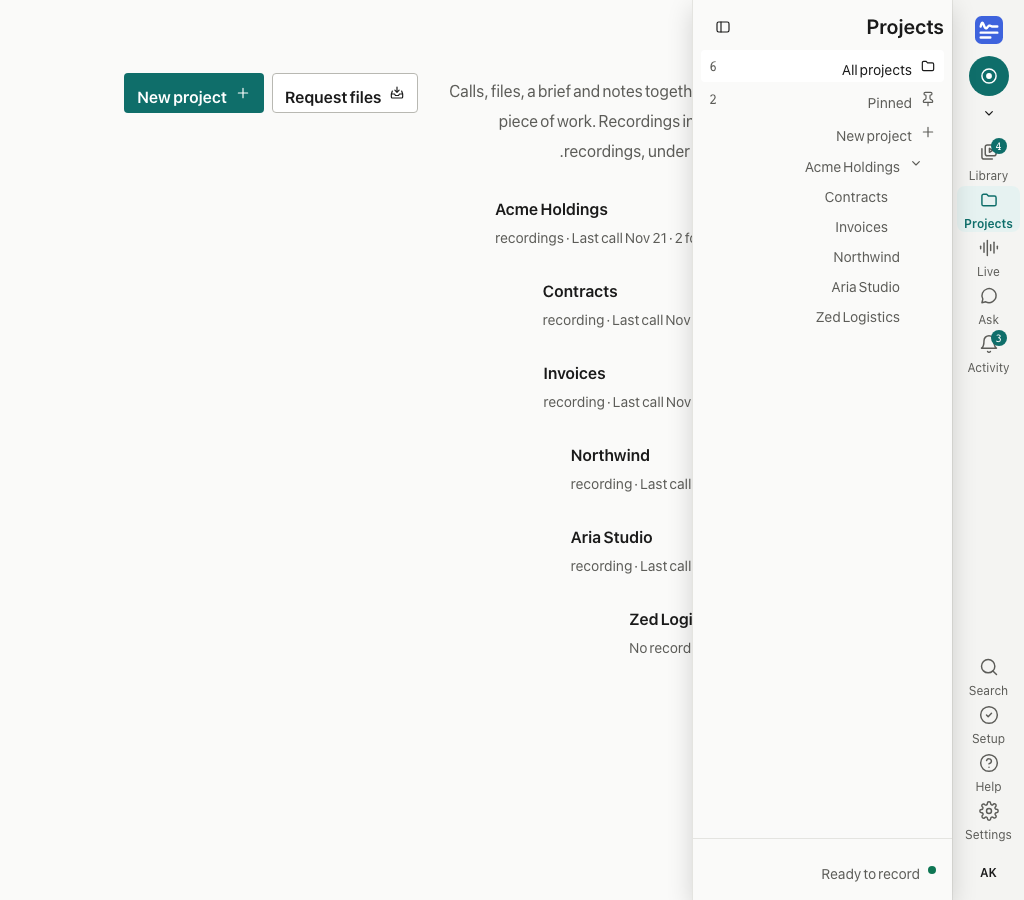 Projects
All projects 6
Pinned 2
New project
Acme Holdings
Contracts
Invoices
Northwind
Aria Studio
Zed Logistics
Ready to record
4
Library
Projects
Live
Ask
3
Activity
Search
Setup
Help
Settings
AK
New project
Request files
Calls, files, a brief and notes
piece of work. Recordings
.recordings, under
Acme Holdings
recordings · Last call Nov 21 · 2
Contracts
recording · Last call Nov
Invoices
recording · Last call Nov
Northwind
recording · Last call
Aria Studio
recording · Last call
Zed
No